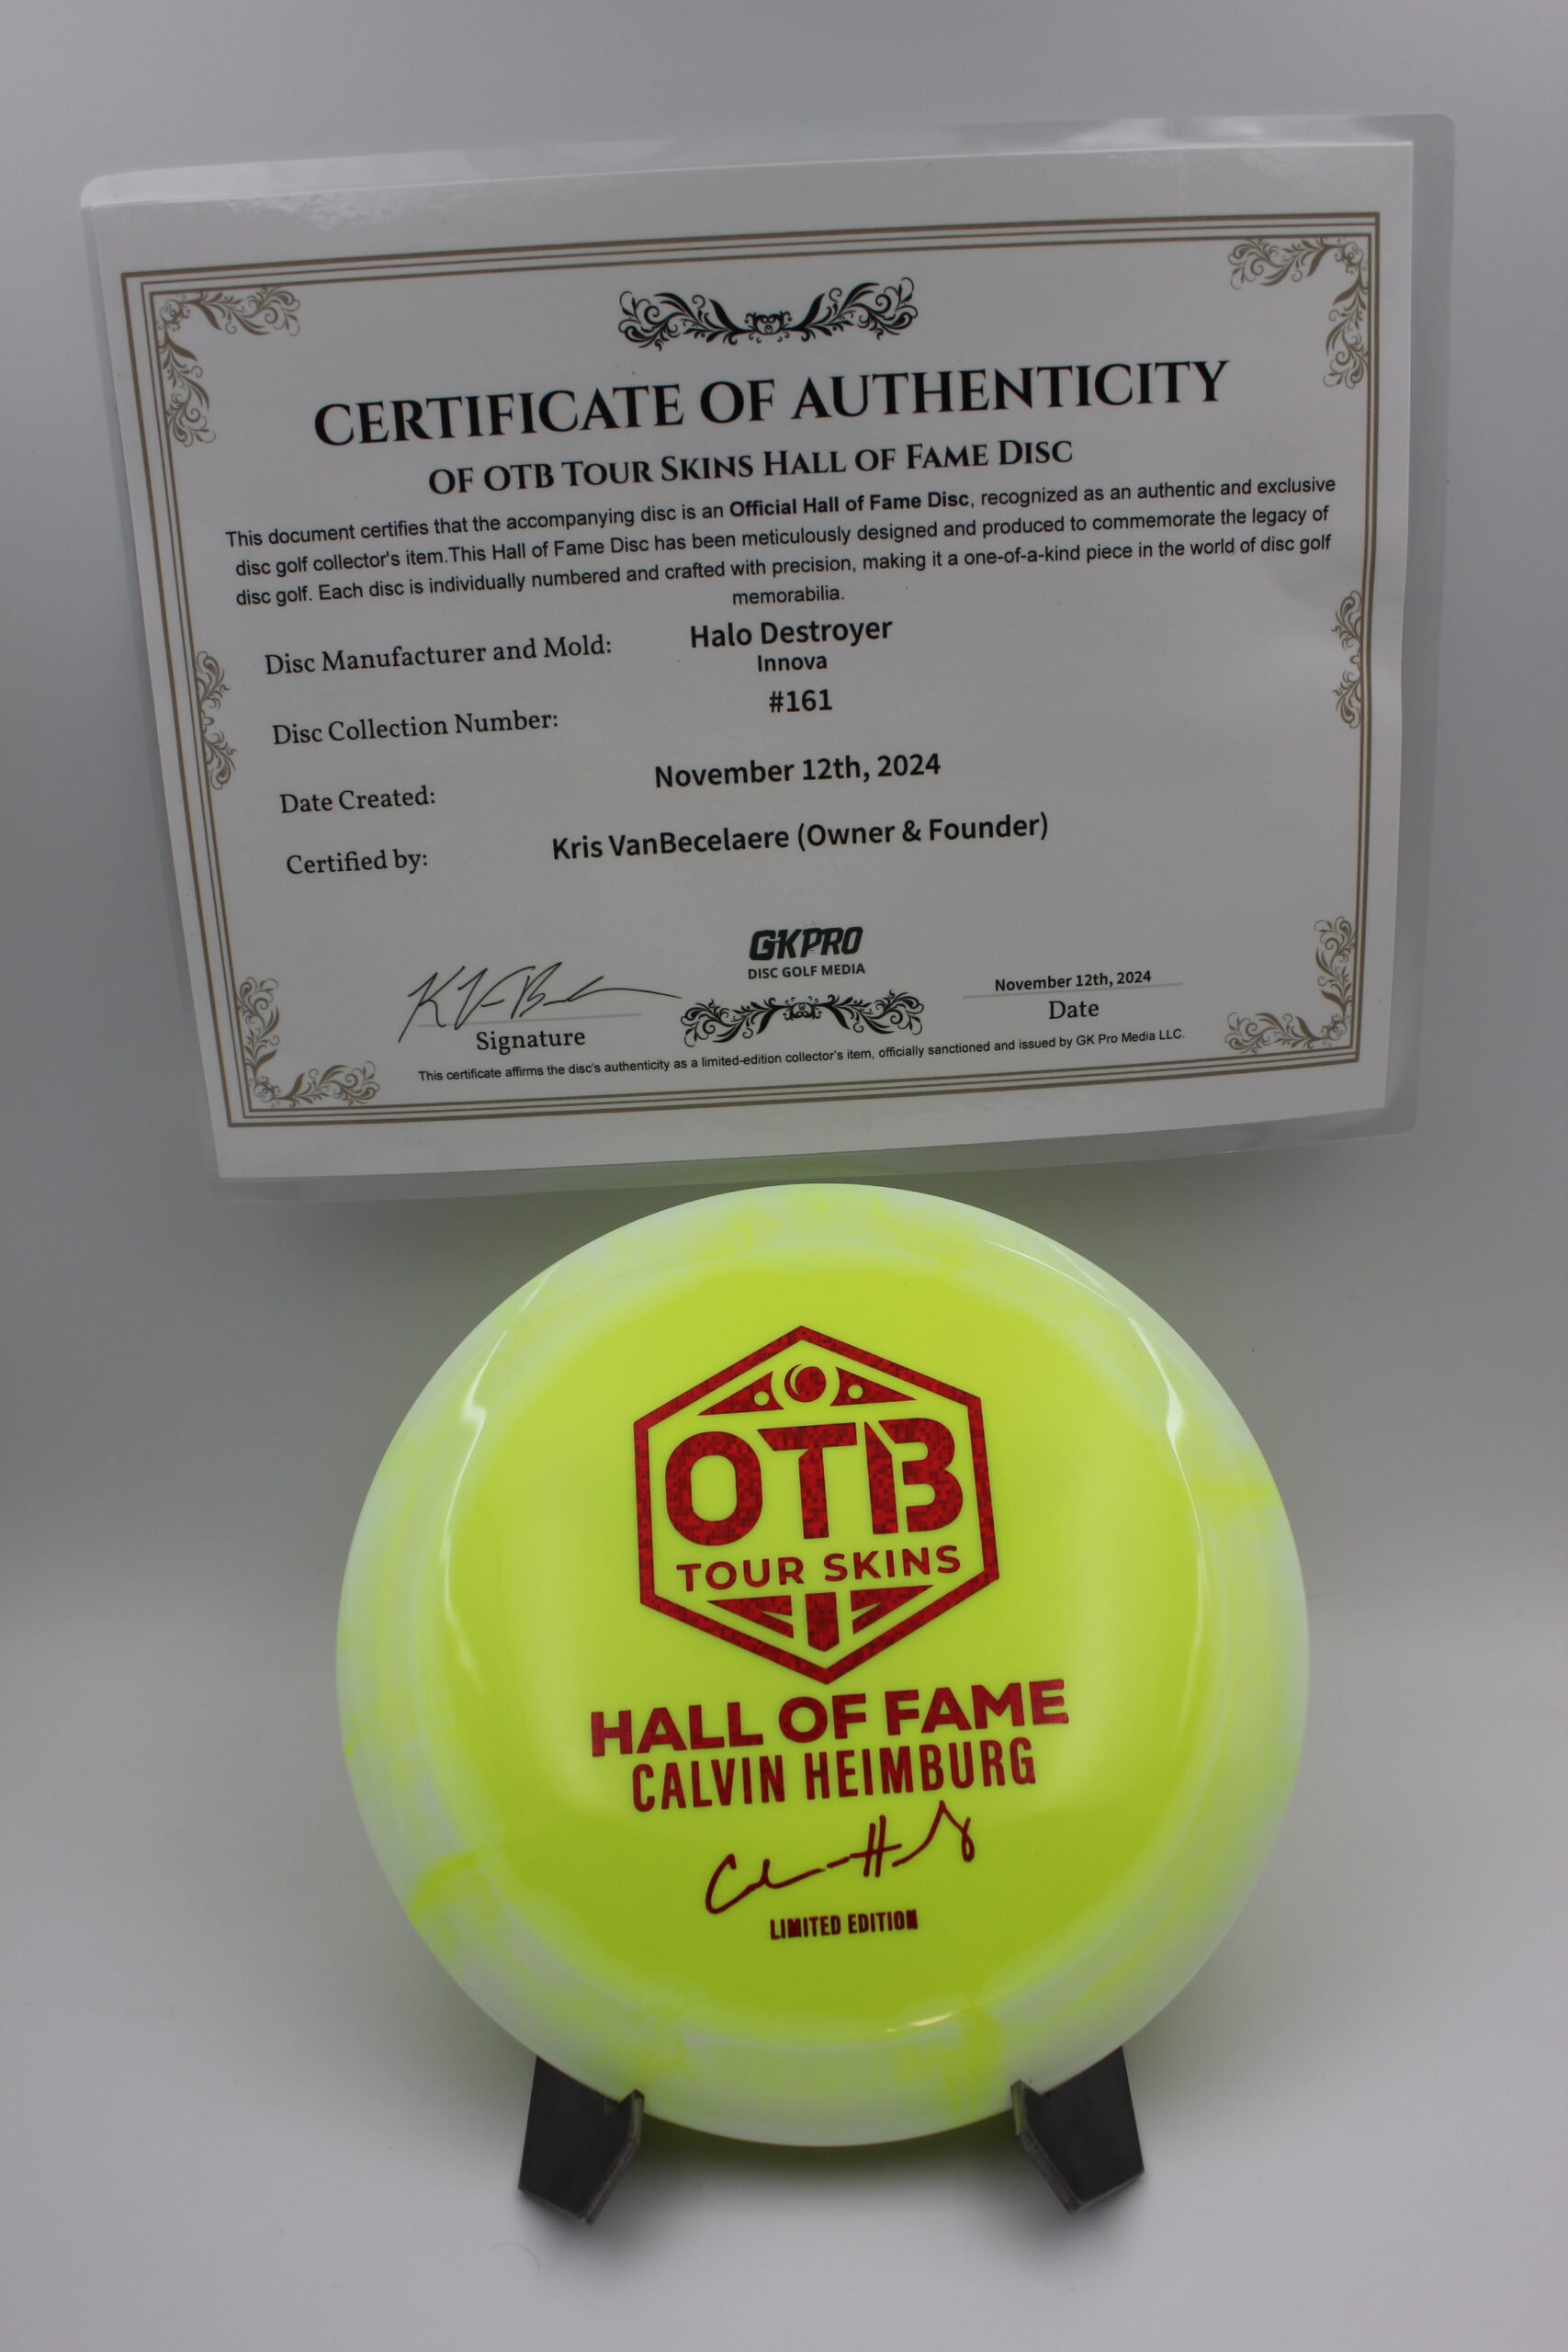 CERTIFICATE OF AUTHENTICITY
OF OTB TOUR SKINS HALL OF FAME DISC
This document certifies that the accompanying disc is an Official Hall of Fame Disc, recognized as an authentic and exclusive
disc golf collector's item.This Hall of Fame Disc has been meticulously designed and produced to commemorate the legacy of
disc golf. Each disc is individually numbered and crafted with precision, making it a one-of-a-kind piece in the world of disc golf
memorabilia.
Disc Manufacturer and Mold: Halo Destroyer
Innova
Disc Collection Number: #161
Date Created: November 12th, 2024
Certified by: Kris VanBecelaere (Owner & Founder)
GKPRO
DISC GOLF MEDIA
November 12th, 2024
Signature
Date
This certificate affirms the disc's authenticity as a limited-edition collector's item, officially sanctioned and issued by GK Pro Media LLC.
OTB
TOUR SKINS
HALL OF FAME
CALVIN HEIMBURG
LIMITED EDITION